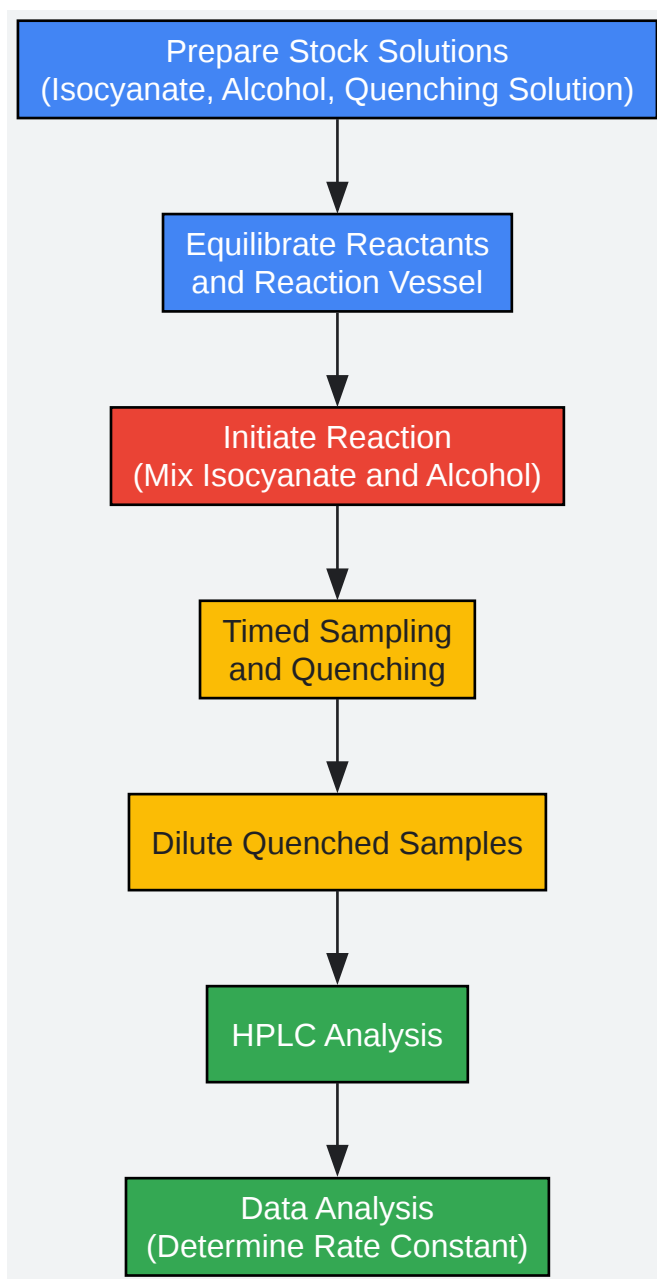 Prepare Stock Solutions
(Isocyanate, Alcohol, Quenching Solution)
Equilibrate Reactants
and Reaction Vessel
Initiate Reaction
(Mix Isocyanate and Alcohol)
Timed Sampling
and Quenching
Dilute Quenched Samples
HPLC Analysis
Data Analysis
(Determine Rate Constant)